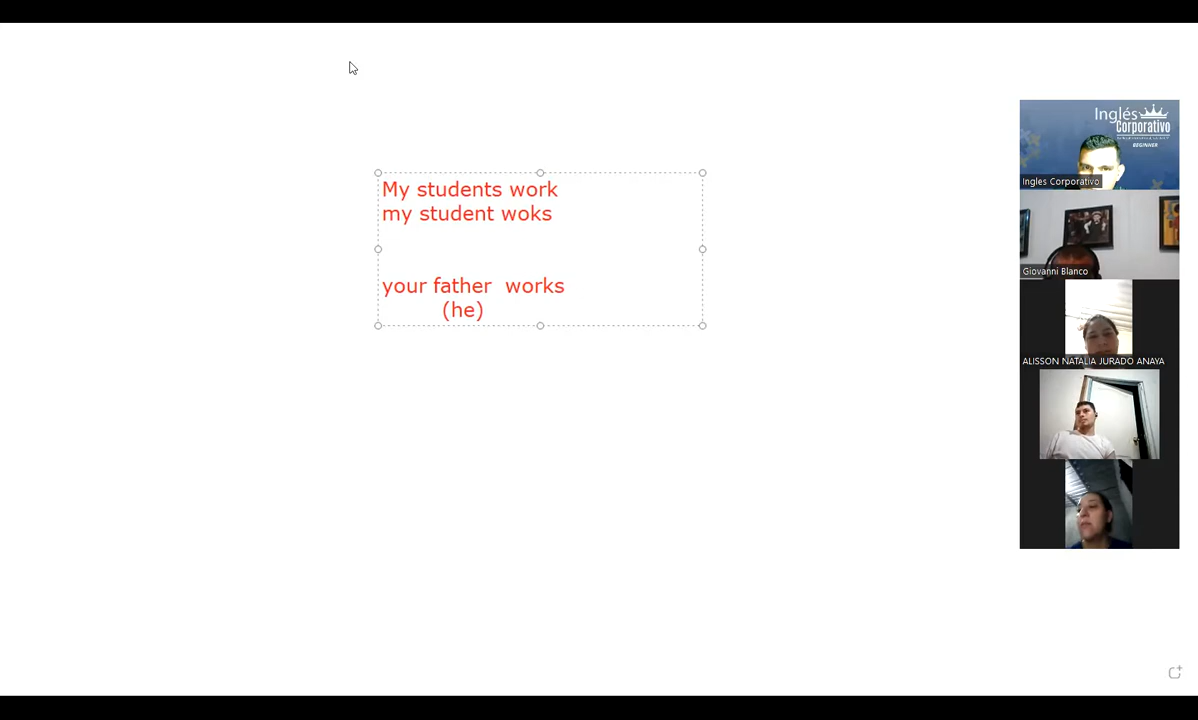 My students work
my student woks
your father  works
(he)
Inglés
Corporativo
BEGINNER
Ingles Corporativo
Giovanni Blanco
ALISSON NATALIA JURADO ANAYA